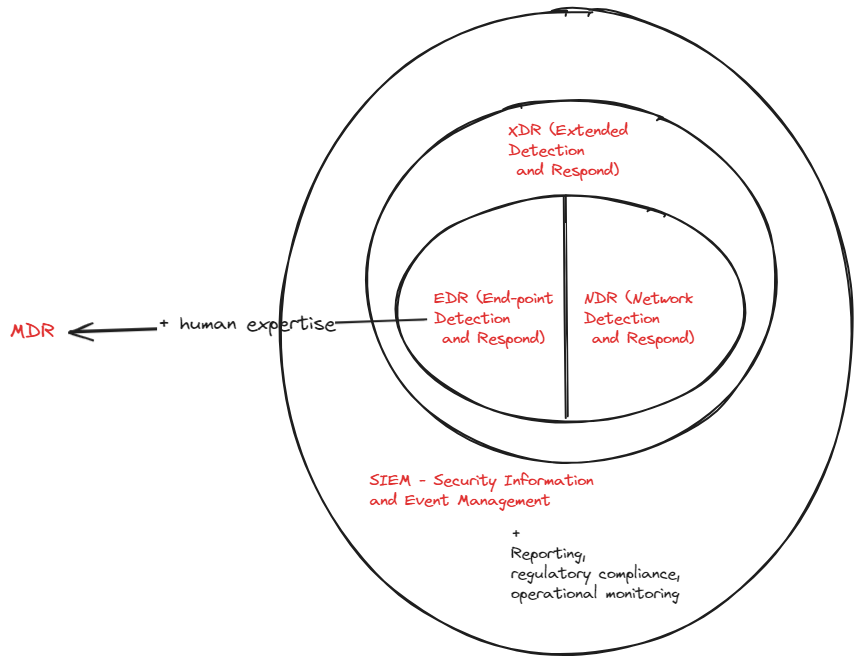 XDR (Extended
Detection
and Respond)
EDR (End-point
Detection
and Respond)
NDR (Network
Detection
and Respond)
MDR
+ human expertise
SIEM - Security Information
and Event Management
+
Reporting,
regulatory compliance,
operational monitoring